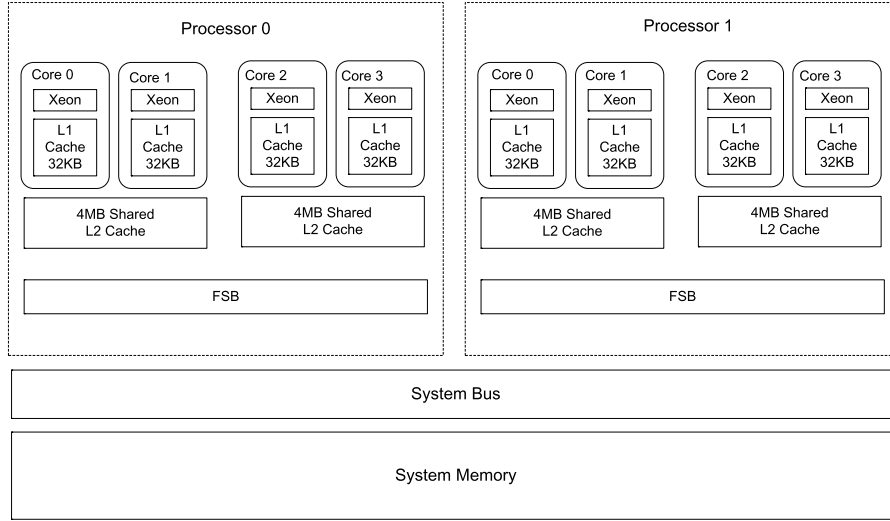 Processor 0
Core 0
Xeon
L1
Cache
32KB
Core 1
Xeon
L1
Cache
32KB
Core 2
Xeon
L1
Cache
32KB
Core 3
Xeon
L1
Cache
32KB
4MB Shared
L2 Cache
4MB Shared
L2 Cache
FSB
Processor 1
Core 0
Xeon
L1
Cache
32KB
Core 1
Xeon
L1
Cache
32KB
Core 2
Xeon
L1
Cache
32KB
Core 3
Xeon
L1
Cache
32KB
4MB Shared
L2 Cache
4MB Shared
L2 Cache
FSB
System Bus
System Memory